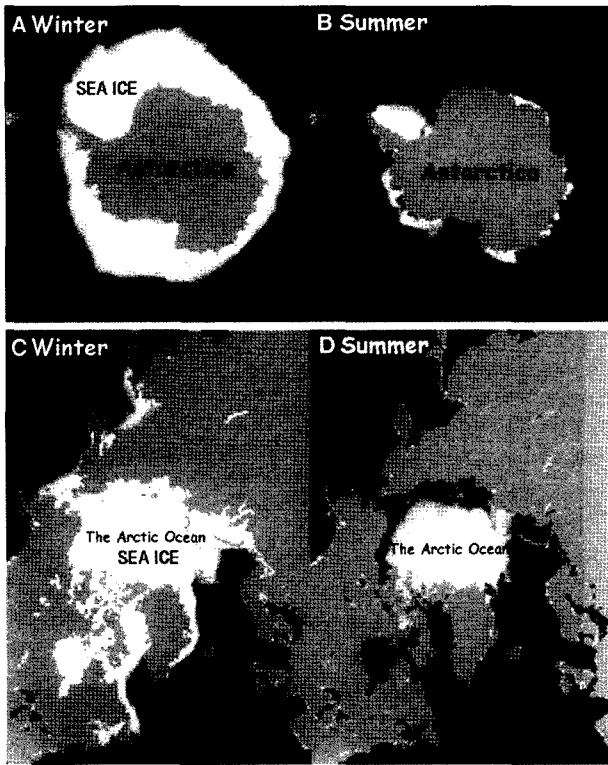 A Winter
SEA ICE
Antarctica
B Summer
Antarctica
C Winter
The Arctic Ocean
SEA ICE
D Summer
The Arctic Ocean